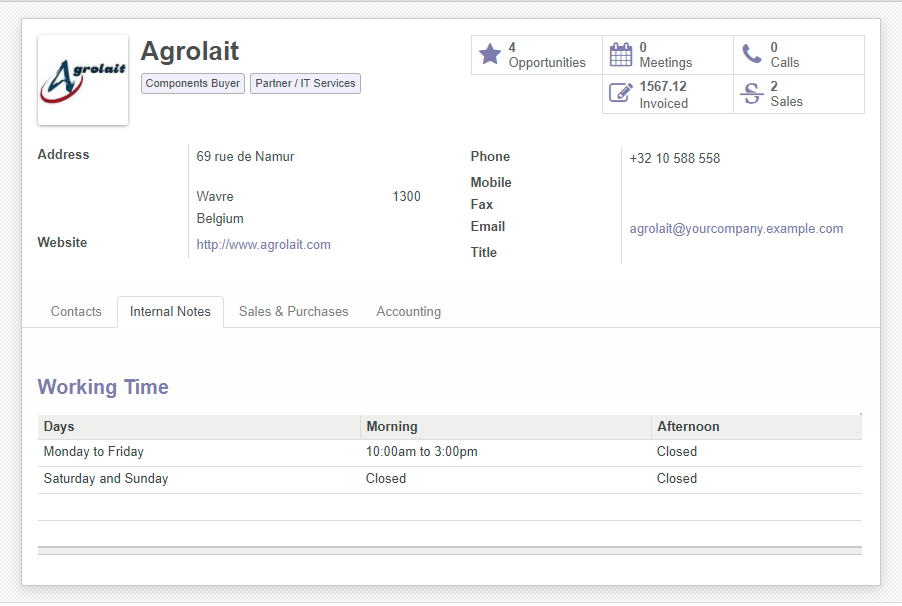 Agrolait
Agrolait
Components Buyer Partner / IT Services
4
Opportunities
0
Meetings
0
Calls
1567.12
Invoiced
2
Sales
Address
69 rue de Namur
Wavre 1300
Belgium
Website http://www.agrolait.com
Phone +32 10 588 558
Mobile
Fax
Email agrolait@yourcompany.example.com
Title
Contacts Internal Notes Sales & Purchases Accounting
Working Time
Days Morning Afternoon
Monday to Friday 10:00am to 3:00pm Closed
Saturday and Sunday Closed Closed